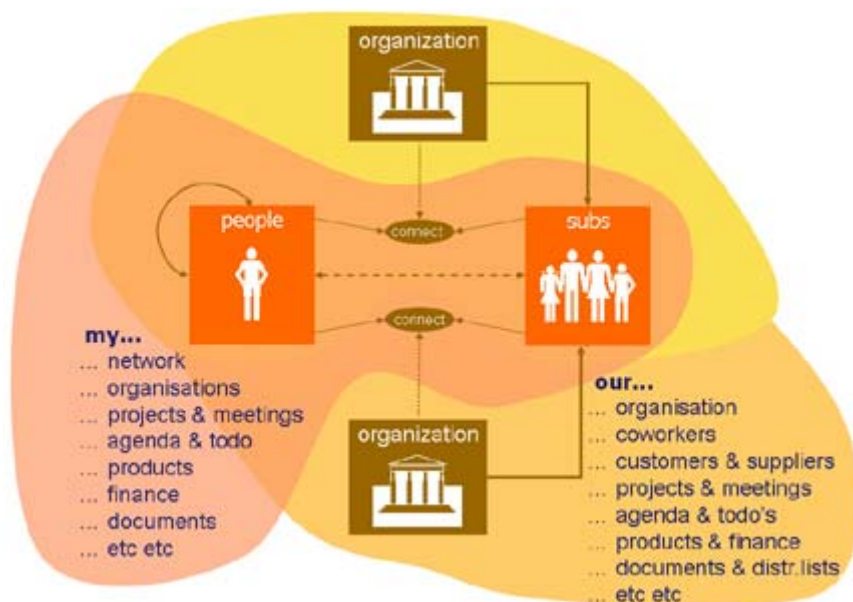 organization
people
connect
subs
connect
my...
... network
... organisations
... projects & meetings
... agenda & todo
... products
... finance
... documents
... etc etc
organization
our...
... organisation
... coworkers
... customers & suppliers
... projects & meetings
... agenda & todo's
... products & finance
... documents & distr.lists
... etc etc